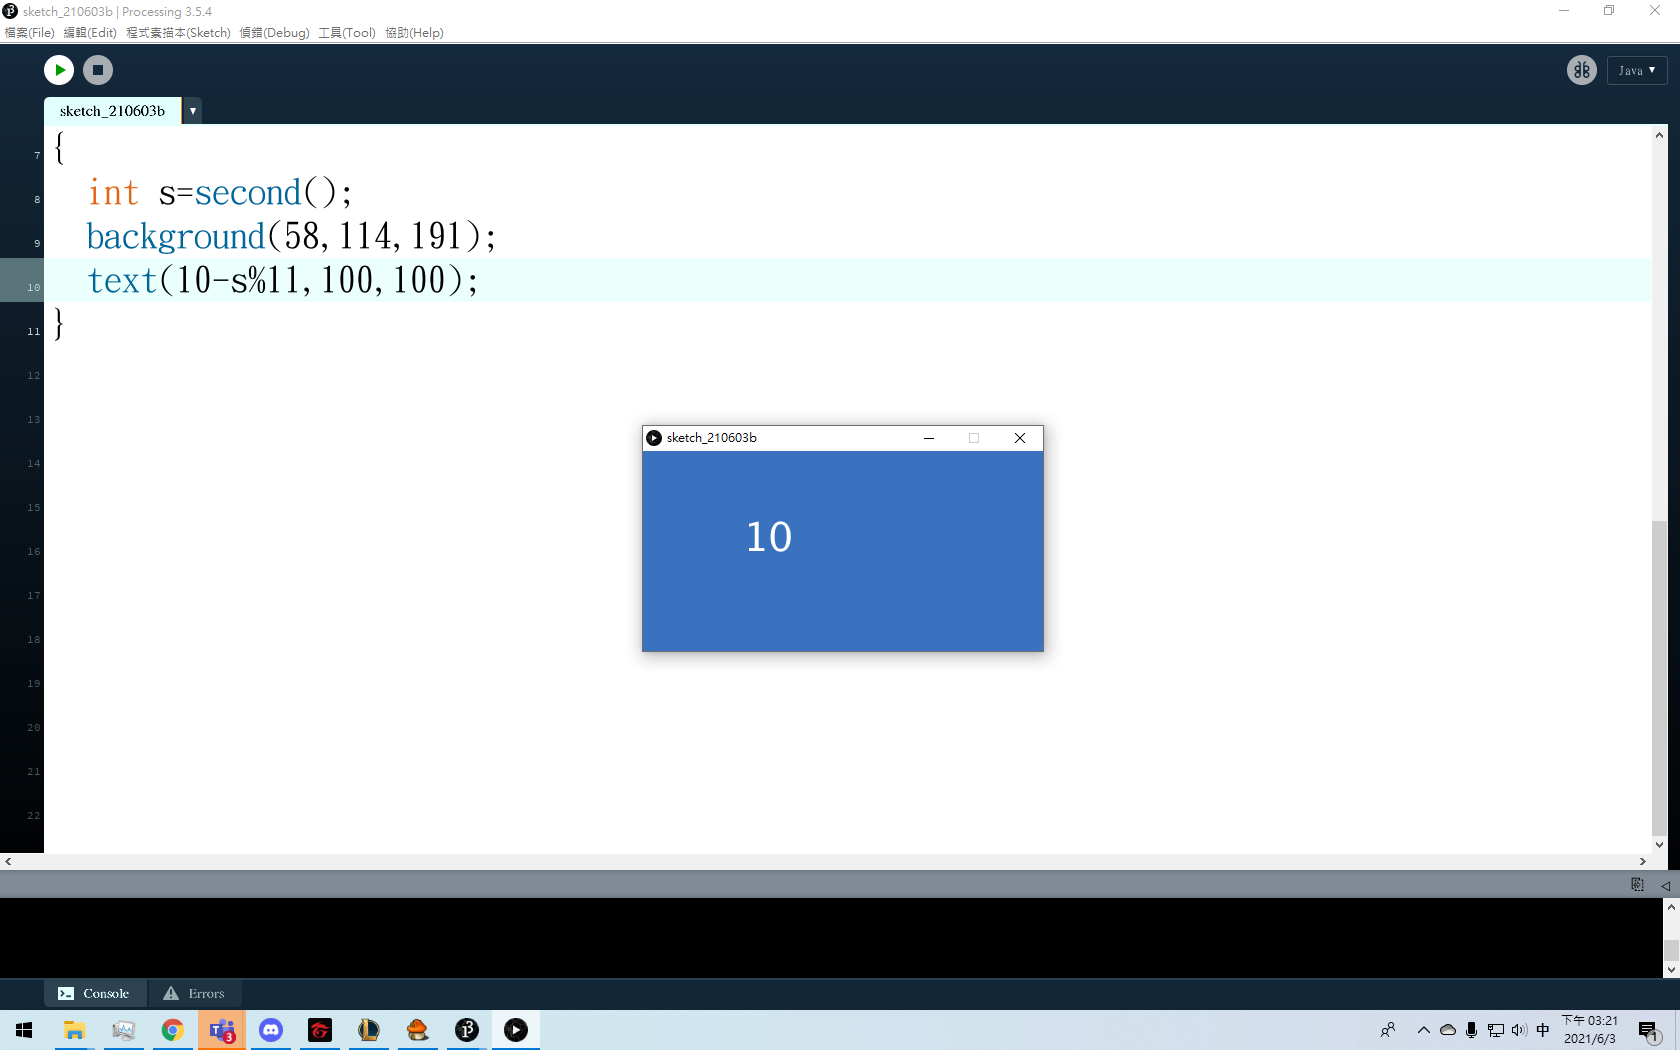 sketch_210603b | Processing 3.5.4
檔案(File) 編輯(Edit) 程式素描本(Sketch) 偵錯(Debug) 工具(Tool) 協助(Help)
Java ▼
sketch_210603b ▼
7 {
8 int s=second();
9 background(58,114,191);
10 text(10-s%11,100,100);
11 }
12
13
14
15
16
17
18
19
20
21
22
sketch_210603b
10
Console Errors
3
中
下午 03:21
2021/6/3
1